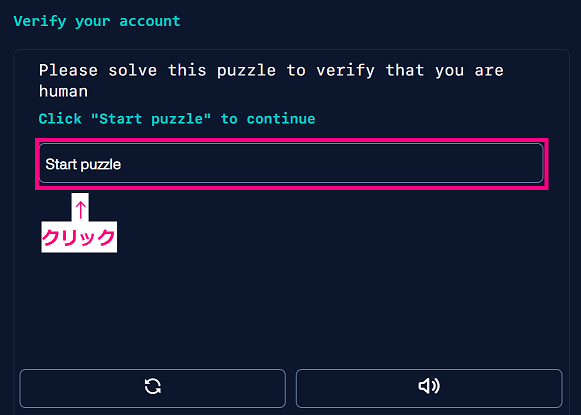 Verify your account
Please solve this puzzle to verify that you are
human
Click "Start puzzle" to continue
Start puzzle
↑
クリック